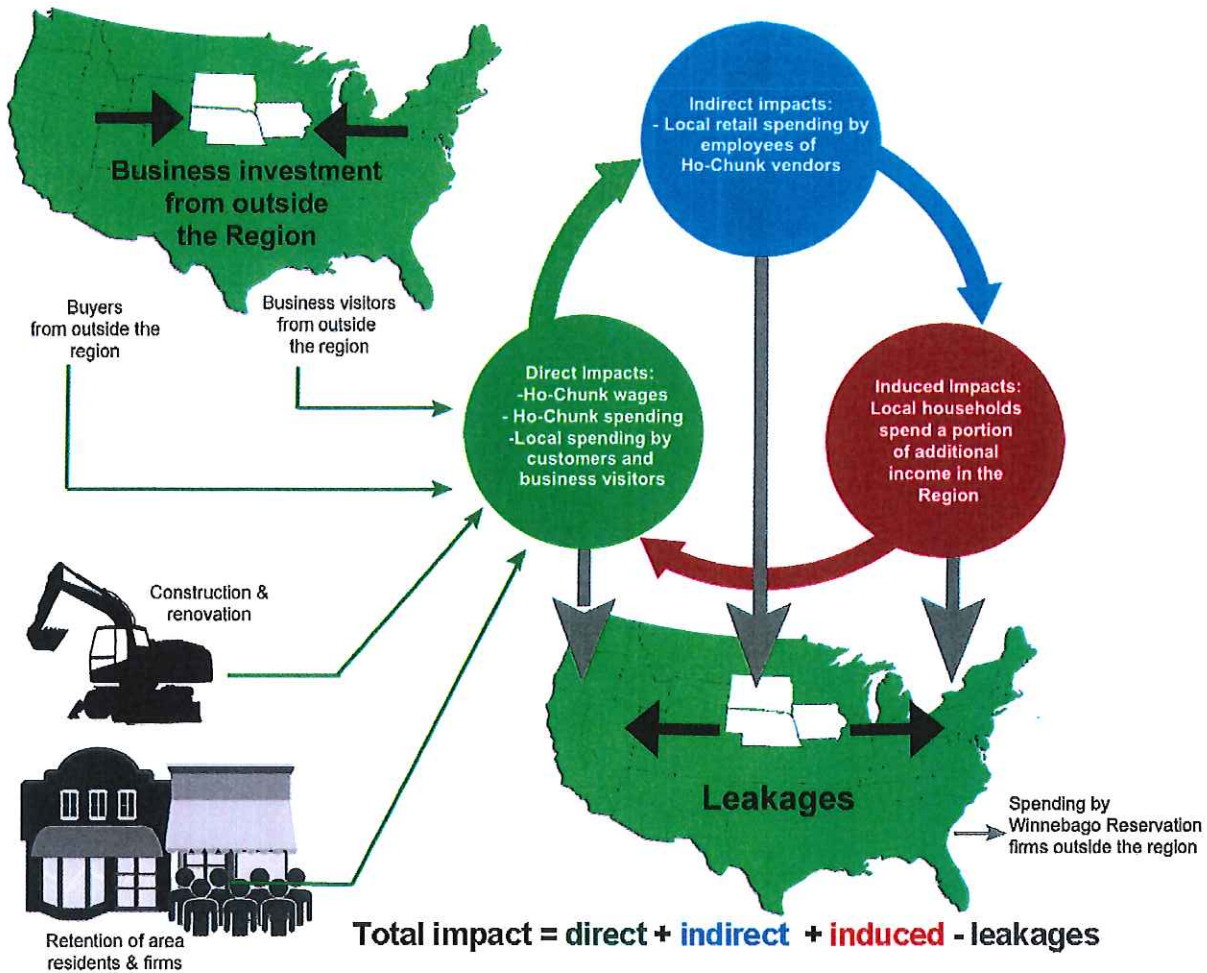 Business investment
from outside
the Region
Buyers
from outside the
region
Business visitors
from outside
the region
Indirect impacts:
- Local retail spending by
employees of
Ho-Chunk vendors
Direct Impacts:
-Ho-Chunk wages
- Ho-Chunk spending
-Local spending by
customers and
business visitors
Induced Impacts:
Local households
spend a portion
of additional
income in the
Region
Construction &
renovation
Leakages
Spending by
Winnebago Reservation
firms outside the region
Retention of area
residents & firms
Total impact = direct + indirect + induced - leakages